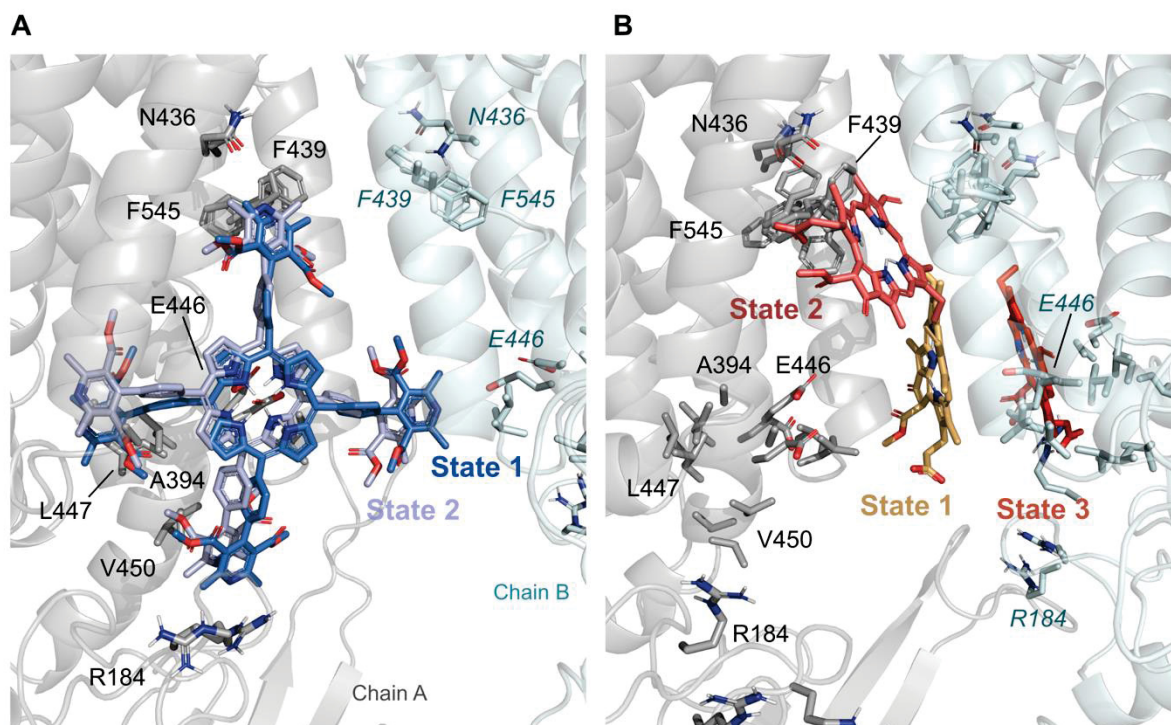 A
N436
F439
F545
N436
F439
F545
E446
E446
State 1
State 2
L447
A394
V450
Chain B
R184
Chain A
B
N436
F439
F545
State 2
E446
A394
E446
L447
State 1
State 3
V450
R184
R184